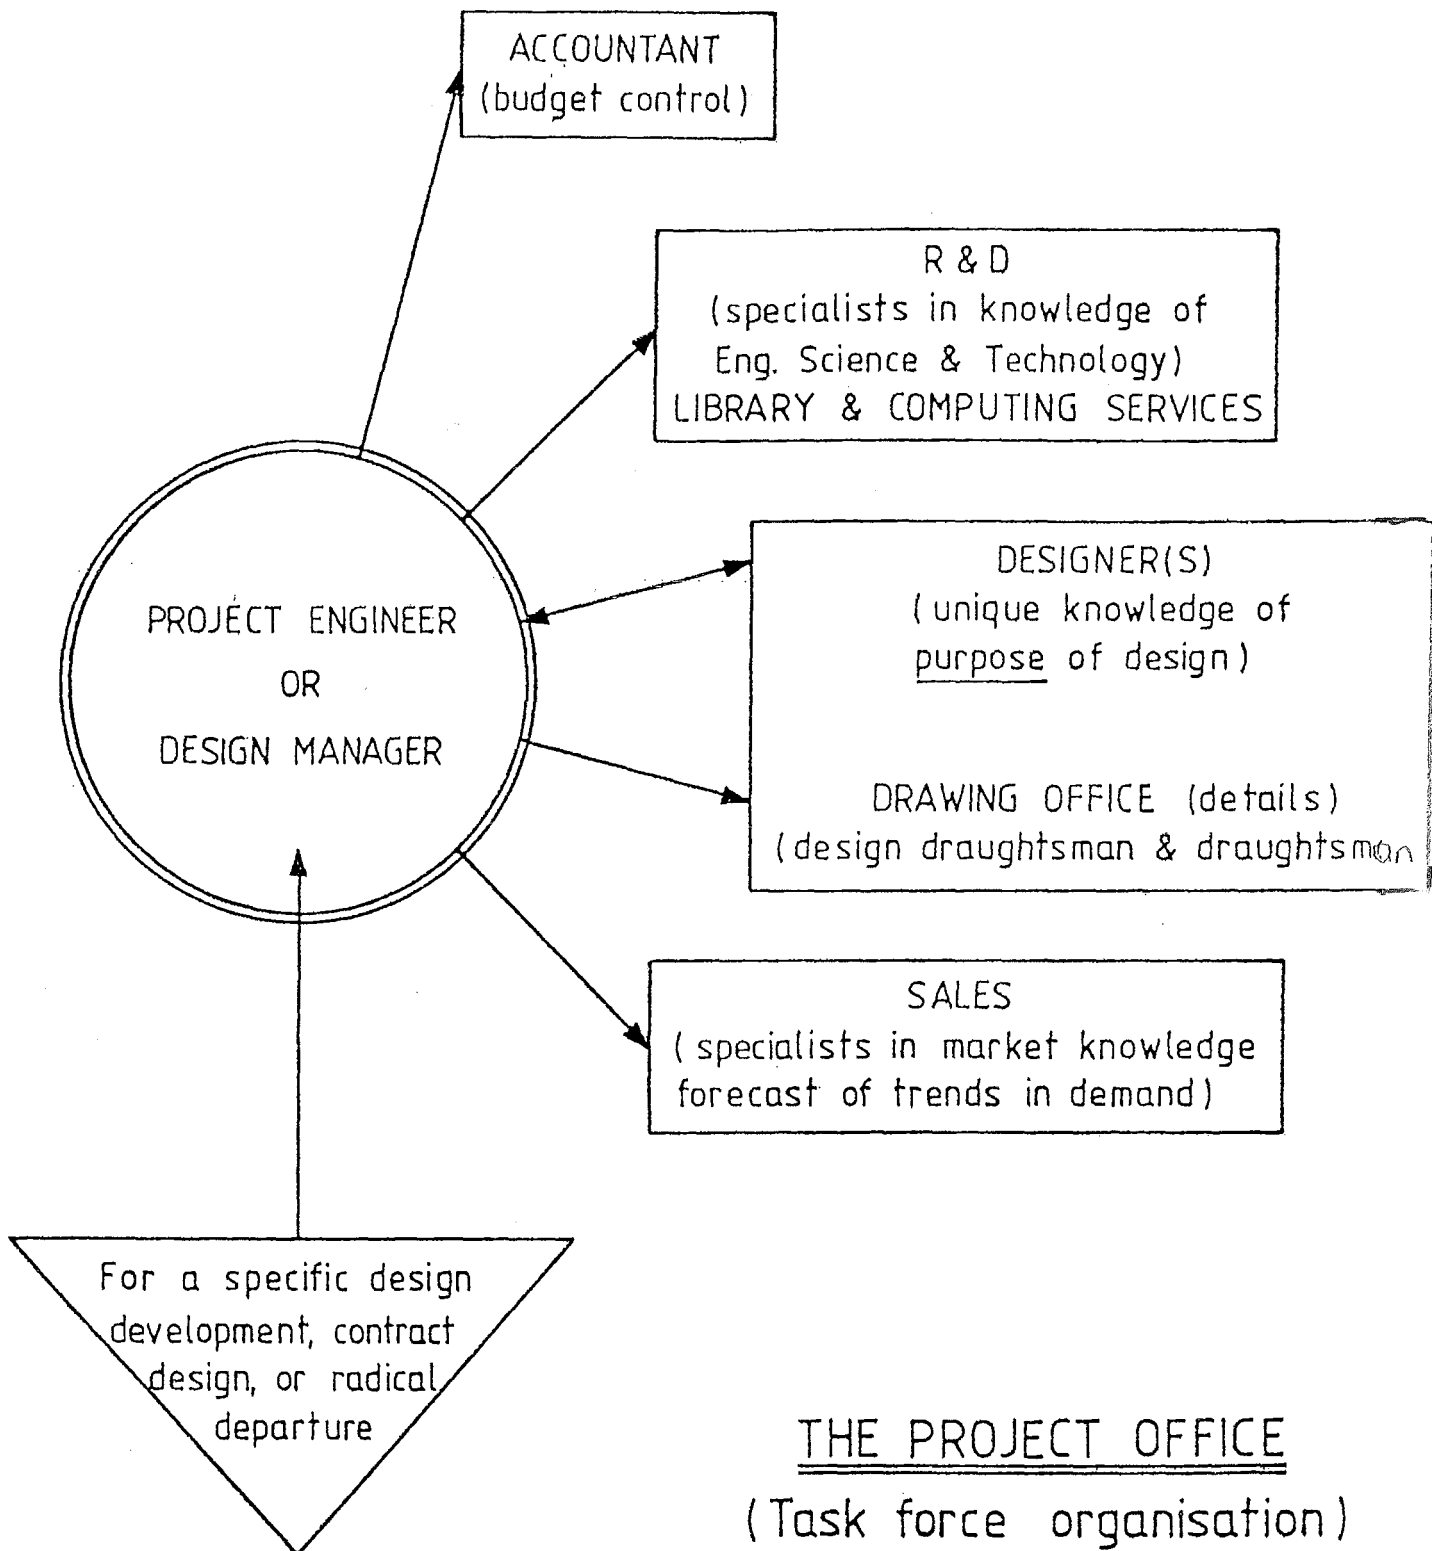 ACCOUNTANT
(budget control)
R & D
(specialists in knowledge of
Eng. Science & Technology)
LIBRARY & COMPUTING SERVICES
PROJECT ENGINEER
OR
DESIGN MANAGER
DESIGNER(S)
(unique knowledge of
purpose of design)
DRAWING OFFICE (details)
(design draughtsman & draughtsman
SALES
(specialists in market knowledge
forecast of trends in demand)
For a specific design
development, contract
design, or radical
departure
THE PROJECT OFFICE
(Task force organisation)